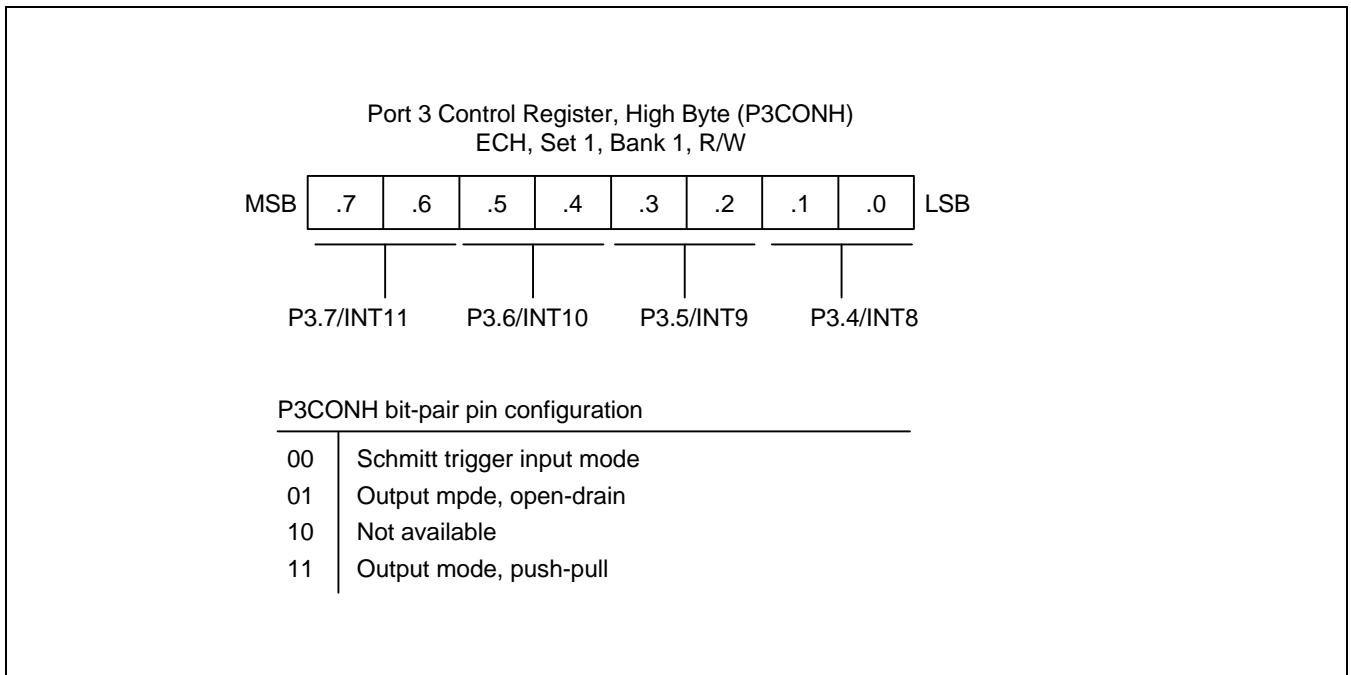 Port 3 Control Register, High Byte (P3CONH)
ECH, Set 1, Bank 1, R/W
MSB .7 .6 .5 .4 .3 .2 .1 .0 LSB
P3.7/INT11 P3.6/INT10 P3.5/INT9 P3.4/INT8
P3CONH bit-pair pin configuration
00 Schmitt trigger input mode
01 Output mpde, open-drain
10 Not available
11 Output mode, push-pull